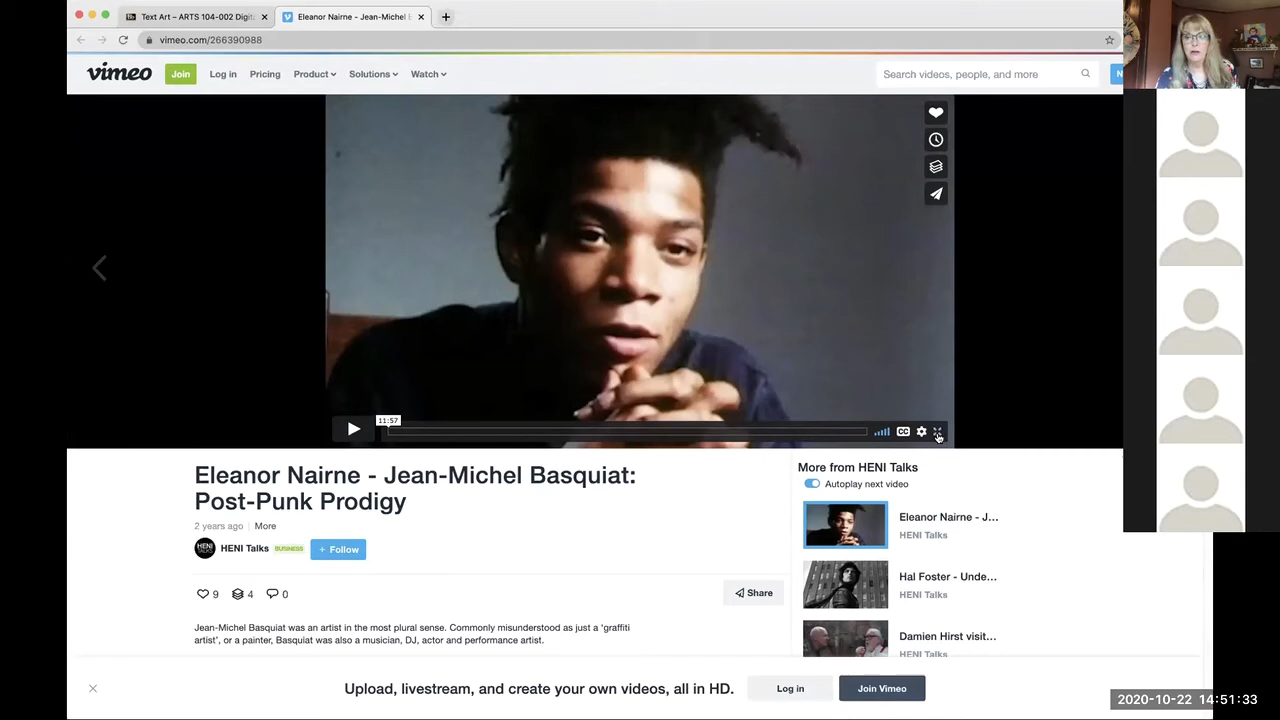 Text Art – ARTS 104-002 Digit
Eleanor Nairne - Jean-Michel B
vimeo.com/266390988
vimeo
Join
Log in
Pricing
Product
Solutions
Watch
Search videos, people, and more
N
11:57
CC
Eleanor Nairne - Jean-Michel Basquiat:
Post-Punk Prodigy
2 years ago
More
HENI TALKS
HENI Talks
BUSINESS
+ Follow
9
4
0
Share
Jean-Michel Basquiat was an artist in the most plural sense. Commonly misunderstood as just a 'graffiti
artist', or a painter, Basquiat was also a musician, DJ, actor and performance artist.
More from HENI Talks
Autoplay next video
Eleanor Nairne - J...
HENI Talks
Hal Foster - Unde...
HENI Talks
Damien Hirst visit...
HENI Talks
Upload, livestream, and create your own videos, all in HD.
Log in
Join Vimeo
2020-10-22 14:51:33